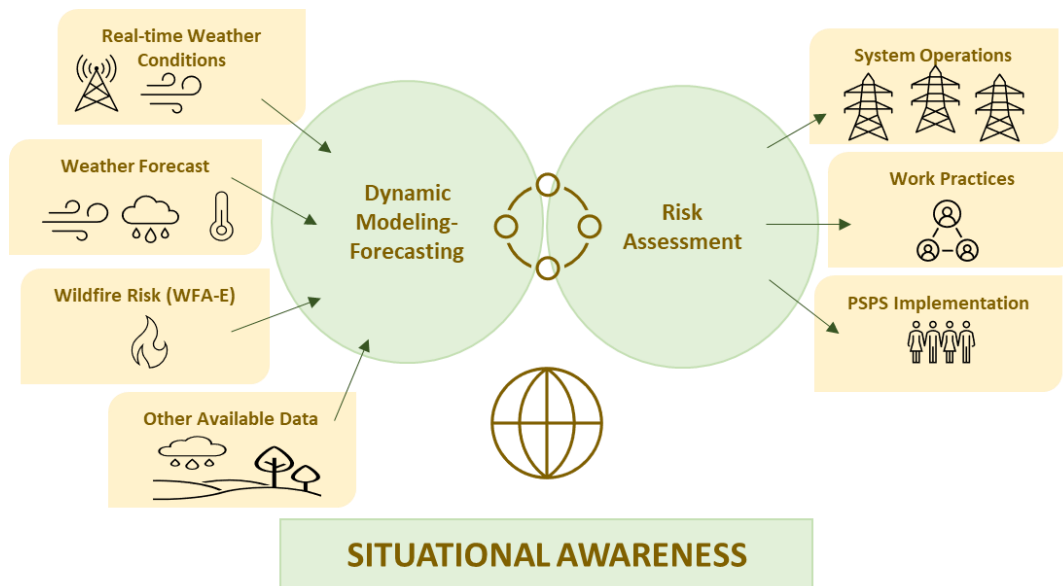 Real-time Weather
Conditions
Weather Forecast
Wildfire Risk (WFA-E)
Other Available Data
Dynamic
Modeling-
Forecasting
Risk
Assessment
System Operations
Work Practices
PSPS Implementation
SITUATIONAL AWARENESS